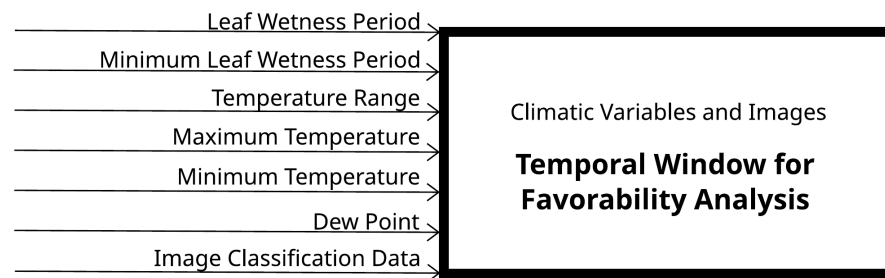 Leaf Wetness Period
Minimum Leaf Wetness Period
Temperature Range
Maximum Temperature
Minimum Temperature
Dew Point
Image Classification Data
Climatic Variables and Images
Temporal Window for
Favorability Analysis